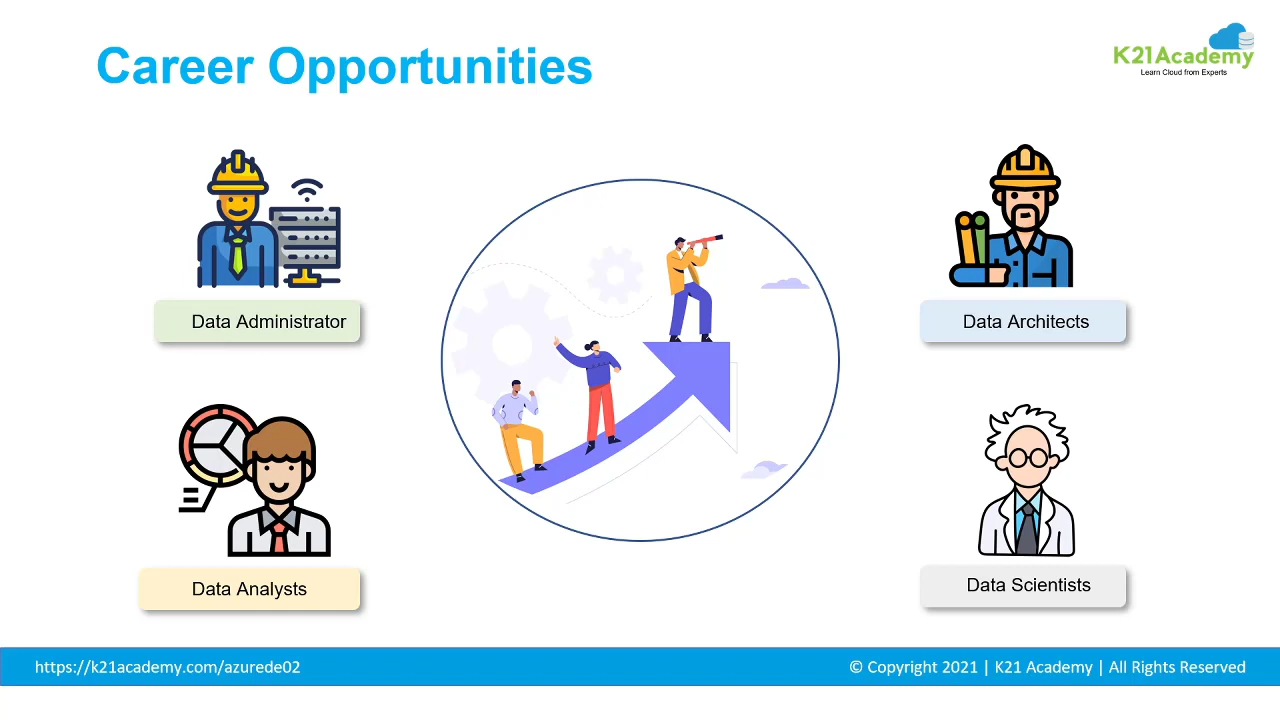 Career Opportunities
K21Academy
Learn Cloud from Experts
Data Administrator
Data Architects
Data Analysts
Data Scientists
https://k21academy.com/azurede02
© Copyright 2021 | K21 Academy | All Rights Reserved